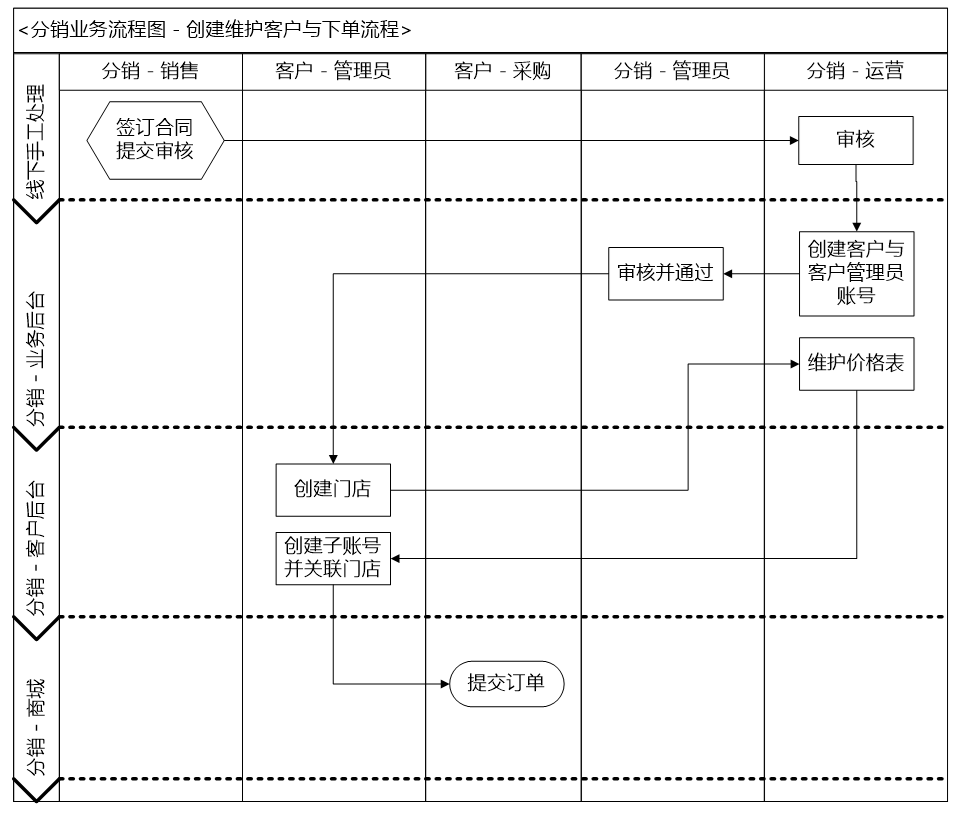 <分销业务流程图 - 创建维护客户与下单流程>
分销 - 销售
客户 - 管理员
客户 - 采购
分销 - 管理员
分销 - 运营
线下手工处理
签订合同
提交审核
审核
分销 - 业务后台
创建客户与
客户管理员
账号
审核并通过
维护价格表
分销 - 客户后台
创建门店
创建子账号
并关联门店
分销 - 商城
提交订单